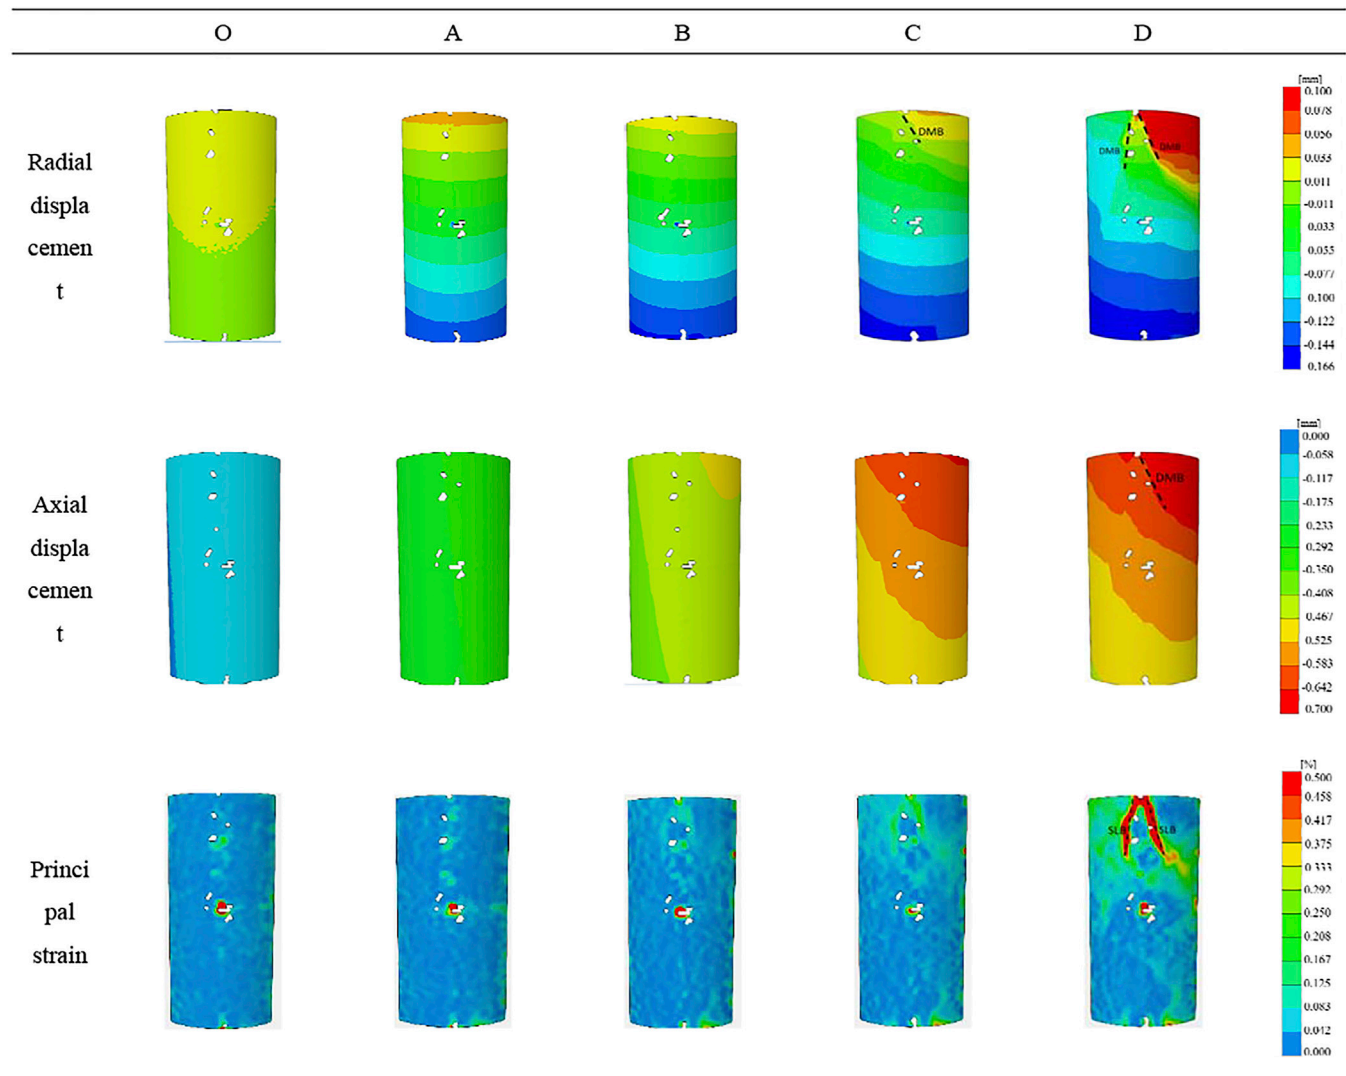 O A B C D
[mm]
0.100
0.078
0.056
0.033
0.011
-0.011
0.033
0.055
-0.077
0.100
-0.122
-0.144
0.166
Radial
displa
cemen
t
DMB
DMB
DMB
[mm]
0.000
-0.058
-0.117
-0.175
-0.233
-0.292
-0.350
-0.408
-0.467
-0.525
-0.583
-0.642
0.700
Axial
displa
cemen
t
DMB
[%]
0.500
0.458
0.417
0.375
0.333
0.292
0.250
0.208
0.167
0.125
0.083
0.042
0.000
Princi
pal
strain
SLB
SLB